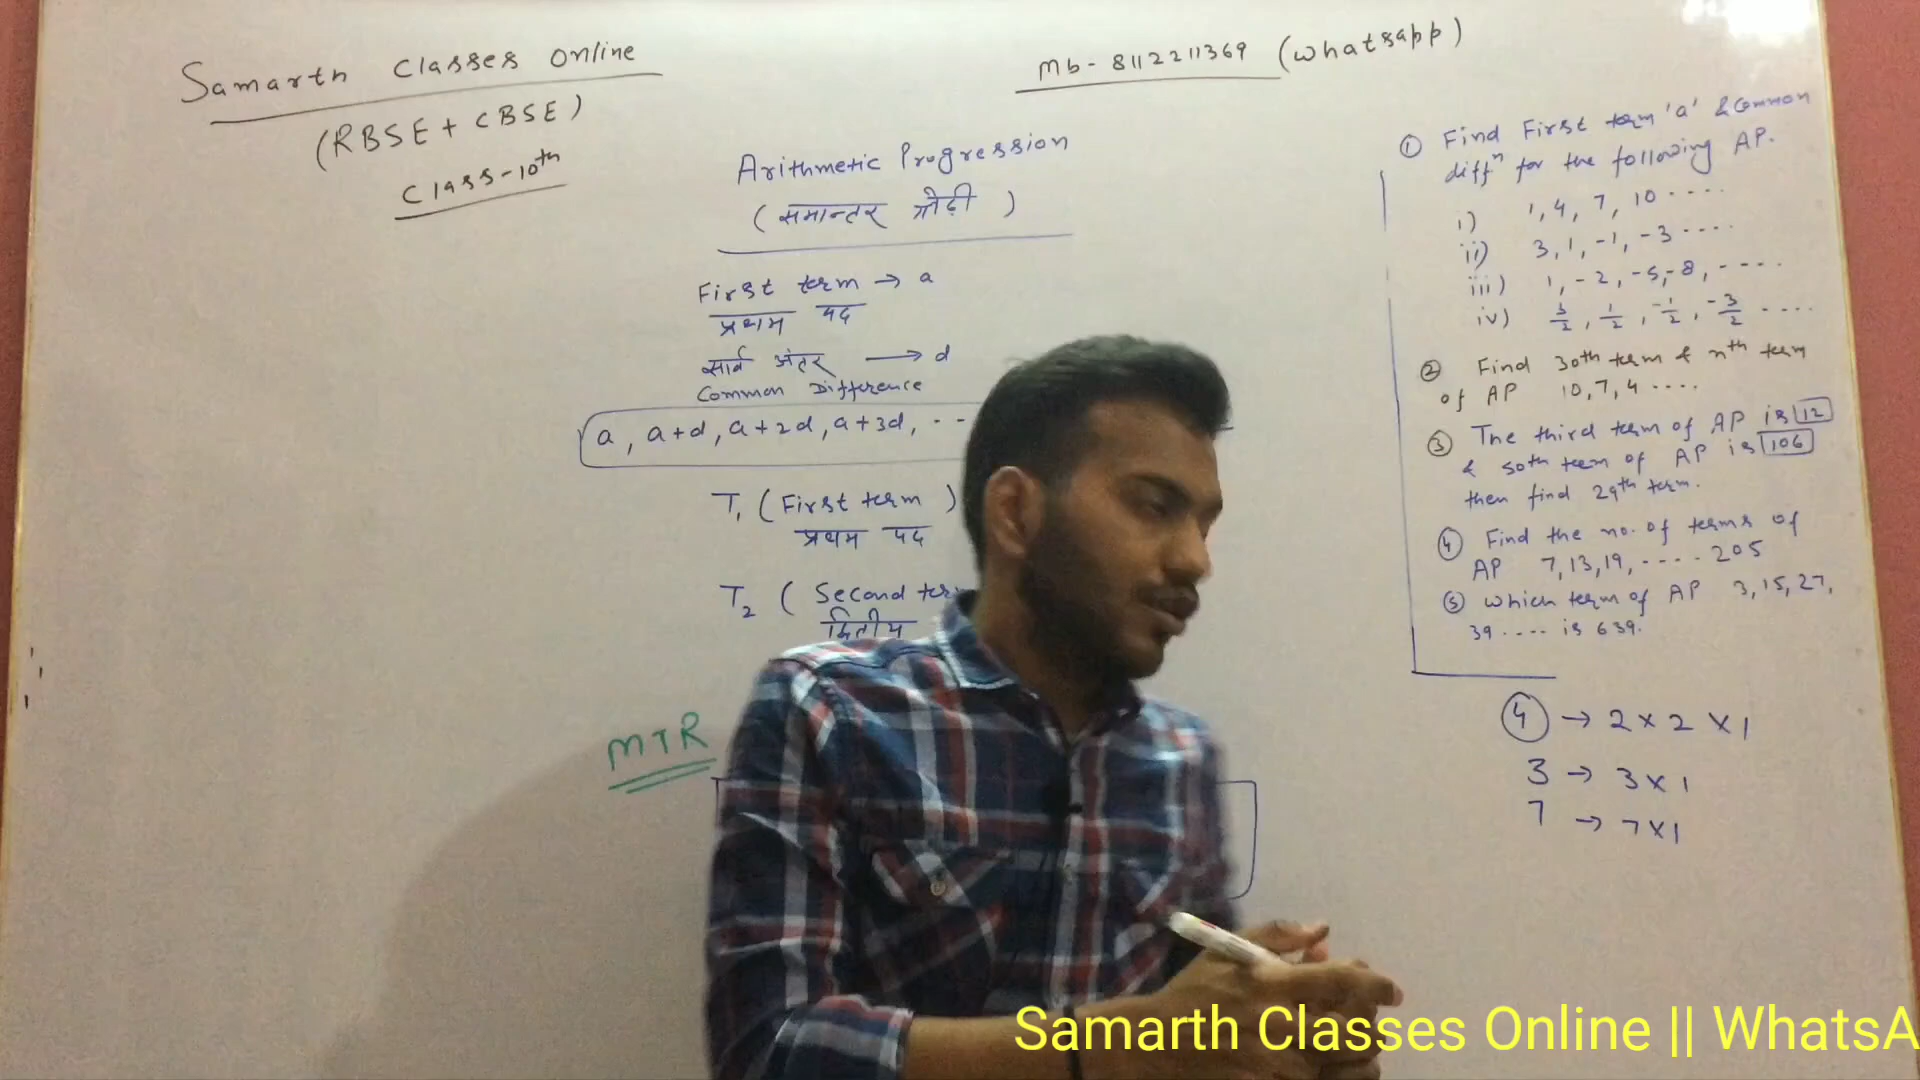 Samarth Classes Online
(RBSE + CBSE)
Class-10th
Mb- 8112211369 (whatsapp)
Arithmetic Progression
(समान्तर श्रेढ़ी)
First term → a
प्रथम पद
सार्व अंतर → d
Common Difference
a, a+d, a+2d, a+3d, --
T1 (First term)
प्रथम पद
T2 (Second
द्वितीय
MTR
① Find First term 'a' & Common
diffn for the following AP.
i) 1, 4, 7, 10 ....
ii) 3, 1, -1, -3 ....
iii) 1, -2, -5, -8, ----
iv) 3/2, 1/2, -1/2, -3/2 ....
② Find 30th term & nth term
of AP 10, 7, 4 ....
③ The third term of AP is 12
& 50th term of AP is 106
then find 29th term.
④ Find the no. of terms of
AP 7, 13, 19, ---- 205
⑤ which term of AP 3, 15, 27,
39 .... is 639.
④ → 2 × 2 × 1
3 → 3 × 1
7 → 7 × 1
Samarth Classes Online || WhatsA